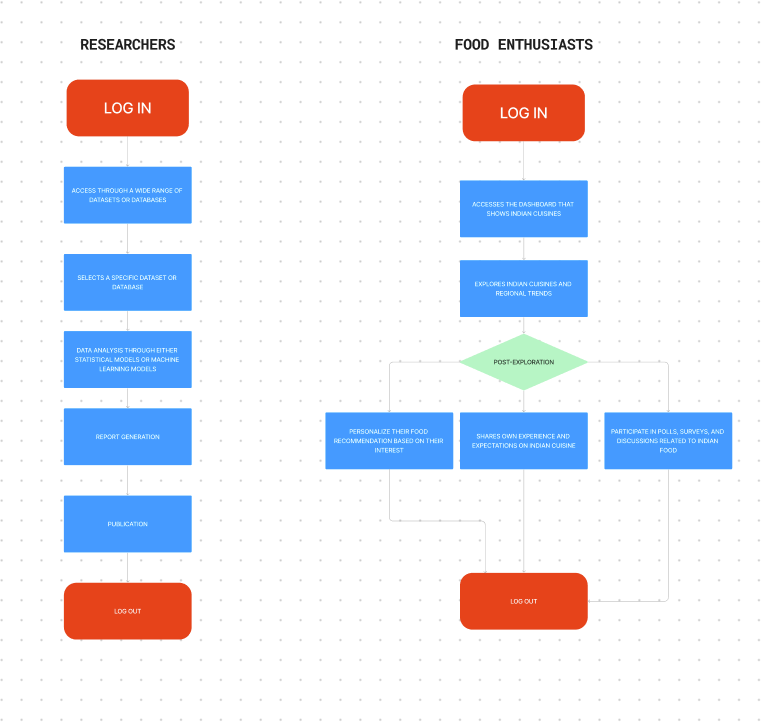 RESEARCHERS
LOG IN
ACCESS THROUGH A WIDE RANGE OF
DATASETS OR DATABASES
SELECTS A SPECIFIC DATASET OR
DATABASE
DATA ANALYSIS THROUGH EITHER
STATISTICAL MODELS OR MACHINE
LEARNING MODELS
REPORT GENERATION
PUBLICATION
LOG OUT
FOOD ENTHUSIASTS
LOG IN
ACCESSES THE DASHBOARD THAT
SHOWS INDIAN CUISINES
EXPLORES INDIAN CUISINES AND
REGIONAL TRENDS
POST-EXPLORATION
PERSONALIZE THEIR FOOD
RECOMMENDATION BASED ON THEIR
INTEREST
SHARES OWN EXPERIENCE AND
EXPECTATIONS ON INDIAN CUISINE
PARTICIPATE IN POLLS, SURVEYS, AND
DISCUSSIONS RELATED TO INDIAN
FOOD
LOG OUT